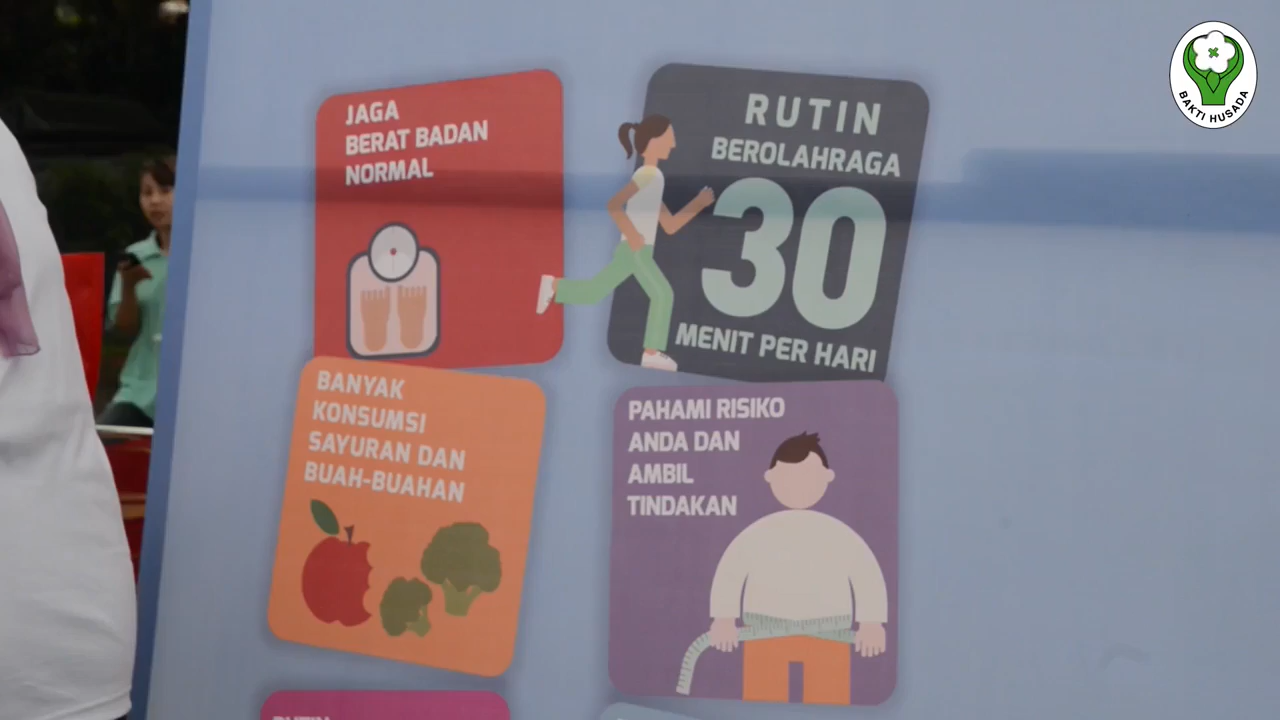 JAGA
BERAT BADAN
NORMAL
RUTIN
BEROLAHRAGA
30
MENIT PER HARI
BANYAK
KONSUMSI
SAYURAN DAN
BUAH-BUAHAN
PAHAMI RISIKO
ANDA DAN
AMBIL
TINDAKAN
RUTIN
BAKTI HUSADA